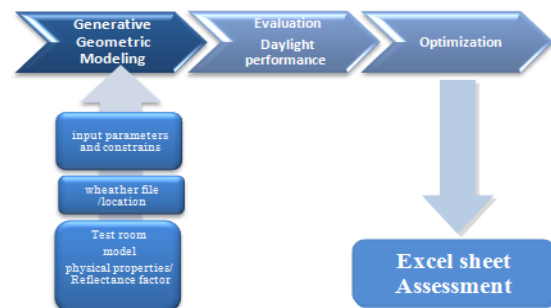 Generative
Geometric
Modeling
Evaluation
Daylight
performance
Optimization
input parameters
and constrains
wheather file
/location
Test room
model
physical properties/
Reflectance factor
Excel sheet
Assessment